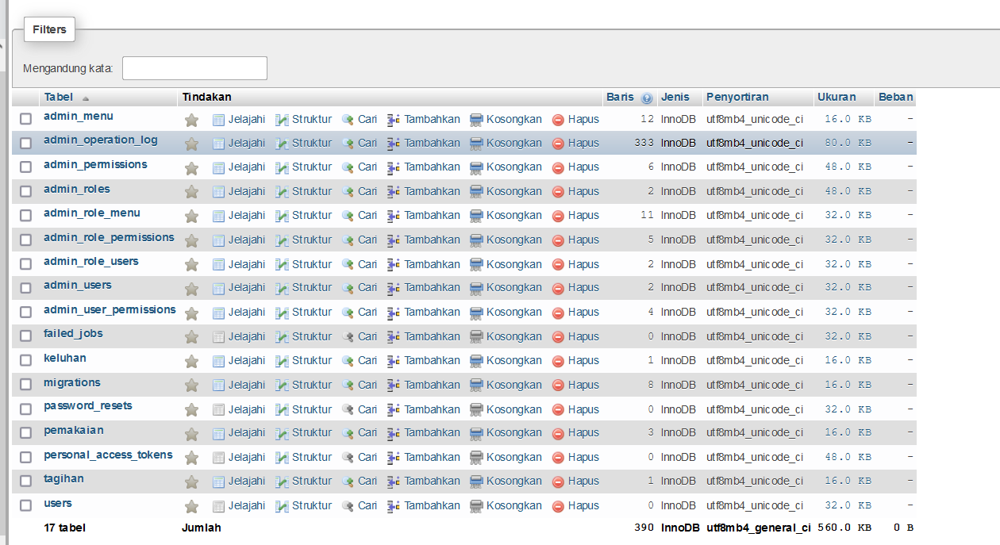 Filters
Mengandung kata:
Tabel Tindakan Baris Jenis Penyortiran Ukuran Beban
admin_menu Jelajahi Struktur Cari Tambahkan Kosongkan Hapus 12 InnoDB utf8mb4_unicode_ci 16.0 KB -
admin_operation_log Jelajahi Struktur Cari Tambahkan Kosongkan Hapus 333 InnoDB utf8mb4_unicode_ci 80.0 KB -
admin_permissions Jelajahi Struktur Cari Tambahkan Kosongkan Hapus 6 InnoDB utf8mb4_unicode_ci 48.0 KB -
admin_roles Jelajahi Struktur Cari Tambahkan Kosongkan Hapus 2 InnoDB utf8mb4_unicode_ci 48.0 KB -
admin_role_menu Jelajahi Struktur Cari Tambahkan Kosongkan Hapus 11 InnoDB utf8mb4_unicode_ci 32.0 KB -
admin_role_permissions Jelajahi Struktur Cari Tambahkan Kosongkan Hapus 5 InnoDB utf8mb4_unicode_ci 32.0 KB -
admin_role_users Jelajahi Struktur Cari Tambahkan Kosongkan Hapus 2 InnoDB utf8mb4_unicode_ci 32.0 KB -
admin_users Jelajahi Struktur Cari Tambahkan Kosongkan Hapus 2 InnoDB utf8mb4_unicode_ci 32.0 KB -
admin_user_permissions Jelajahi Struktur Cari Tambahkan Kosongkan Hapus 4 InnoDB utf8mb4_unicode_ci 32.0 KB -
failed_jobs Jelajahi Struktur Cari Tambahkan Kosongkan Hapus 0 InnoDB utf8mb4_unicode_ci 32.0 KB -
keluhan Jelajahi Struktur Cari Tambahkan Kosongkan Hapus 1 InnoDB utf8mb4_unicode_ci 16.0 KB -
migrations Jelajahi Struktur Cari Tambahkan Kosongkan Hapus 8 InnoDB utf8mb4_unicode_ci 16.0 KB -
password_resets Jelajahi Struktur Cari Tambahkan Kosongkan Hapus 0 InnoDB utf8mb4_unicode_ci 32.0 KB -
pemakaian Jelajahi Struktur Cari Tambahkan Kosongkan Hapus 3 InnoDB utf8mb4_unicode_ci 16.0 KB -
personal_access_tokens Jelajahi Struktur Cari Tambahkan Kosongkan Hapus 0 InnoDB utf8mb4_unicode_ci 48.0 KB -
tagihan Jelajahi Struktur Cari Tambahkan Kosongkan Hapus 1 InnoDB utf8mb4_unicode_ci 16.0 KB -
users Jelajahi Struktur Cari Tambahkan Kosongkan Hapus 0 InnoDB utf8mb4_unicode_ci 32.0 KB -
17 tabel Jumlah 390 InnoDB utf8mb4_general_ci 560.0 KB 0 B